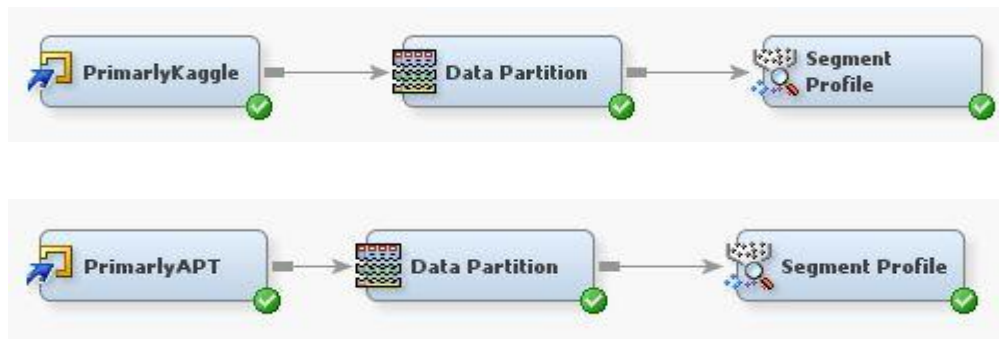 PrimarlyKaggle
Data Partition
Segment
Profile
PrimarlyAPT
Data Partition
Segment Profile